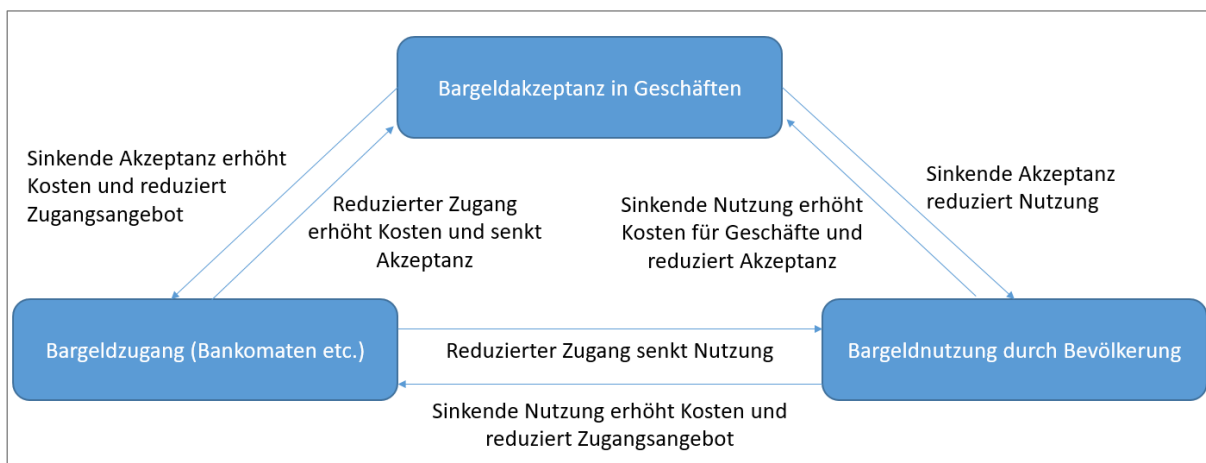 Bargeldakzeptanz in Geschäften
Sinkende Akzeptanz erhöht
Kosten und reduziert
Zugangsangebot
Reduzierter Zugang
erhöht Kosten und senkt
Akzeptanz
Sinkende Nutzung erhöht
Kosten für Geschäfte und
reduziert Akzeptanz
Sinkende Akzeptanz
reduziert Nutzung
Bargeldzugang (Bankomaten etc.)
Reduzierter Zugang senkt Nutzung
Bargeldnutzung durch Bevölkerung
Sinkende Nutzung erhöht Kosten und
reduziert Zugangsangebot